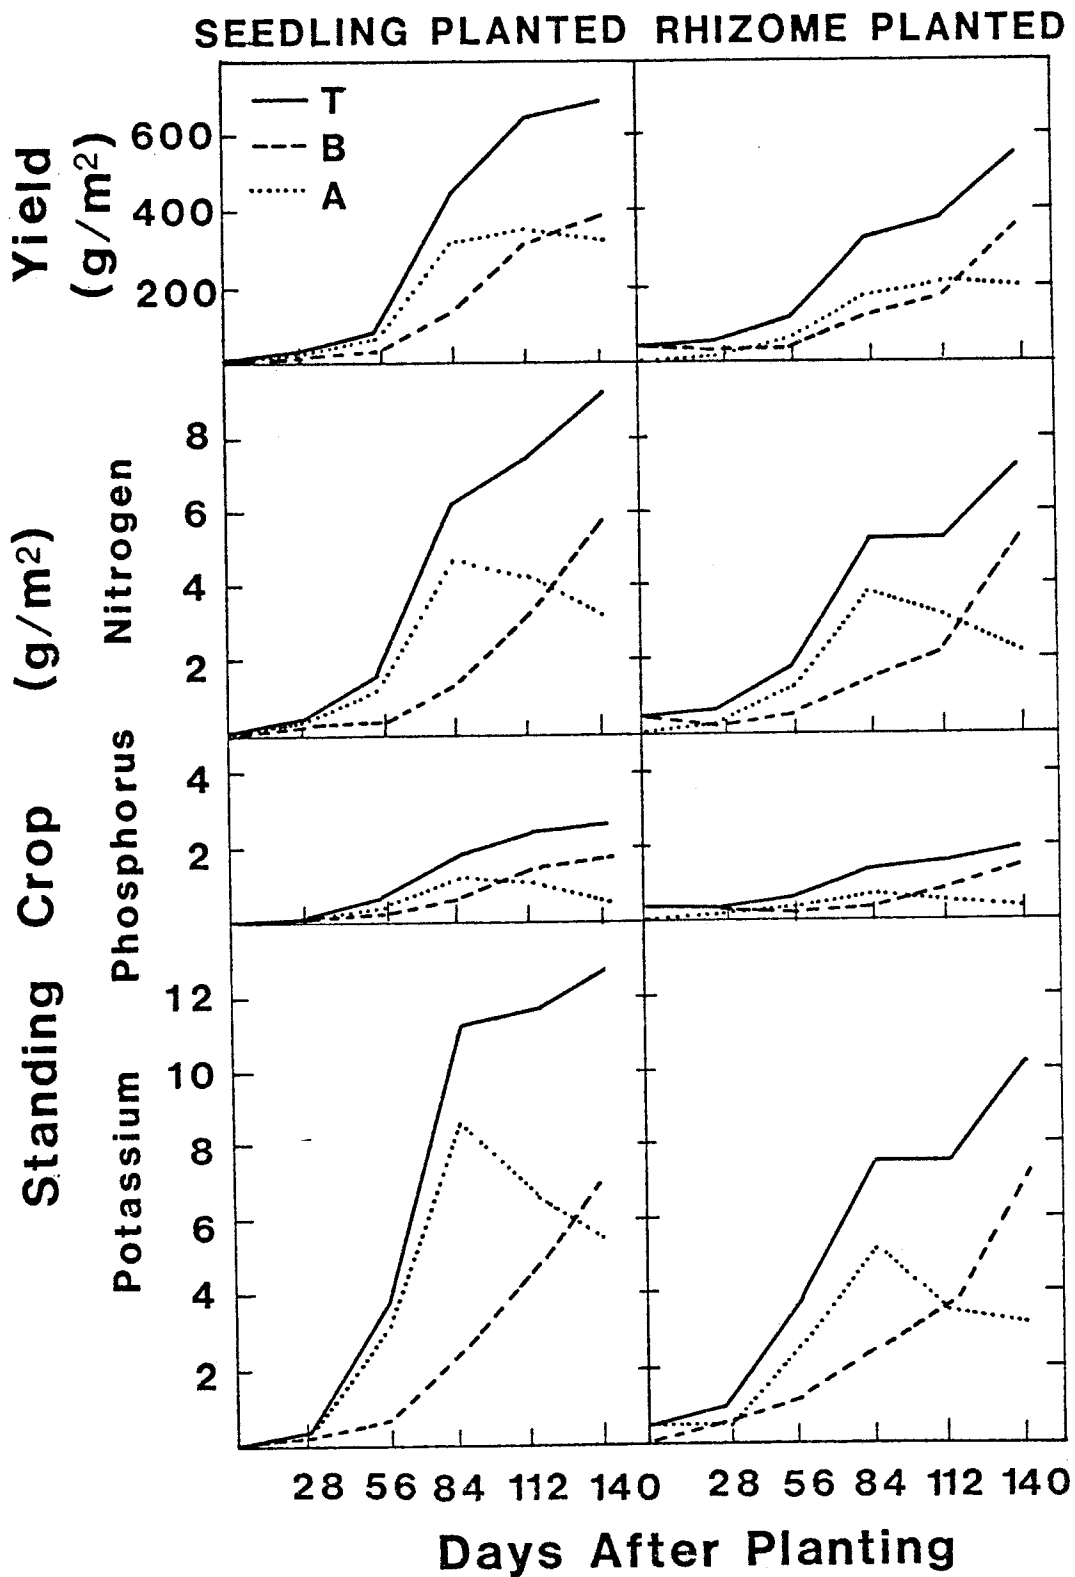 SEEDLING PLANTED RHIZOME PLANTED
T
B
A
Yield
(g/m²)
600
400
200
Standing Crop (g/m²)
Nitrogen
8
6
4
2
Phosphorus
4
2
Potassium
12
10
8
6
4
2
28 56 84 112 140 28 56 84 112 140
Days After Planting